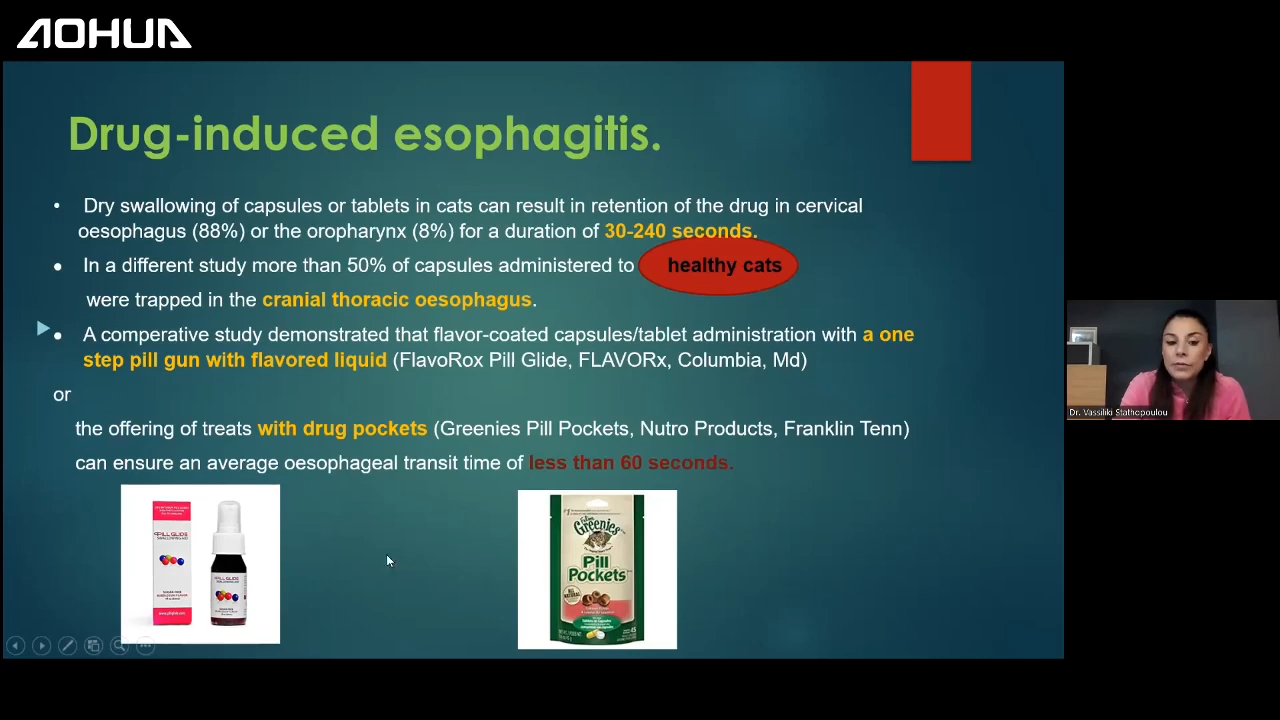 AOHUA
Drug-induced esophagitis.
• Dry swallowing of capsules or tablets in cats can result in retention of the drug in cervical
oesophagus (88%) or the oropharynx (8%) for a duration of 30-240 seconds.
• In a different study more than 50% of capsules administered to healthy cats
were trapped in the cranial thoracic oesophagus.
• A comperative study demonstrated that flavor-coated capsules/tablet administration with a one
step pill gun with flavored liquid (FlavoRox Pill Glide, FLAVORx, Columbia, Md)
or
the offering of treats with drug pockets (Greenies Pill Pockets, Nutro Products, Franklin Tenn)
can ensure an average oesophageal transit time of less than 60 seconds.
PILL GLIDE
PILL GLIDE
Feline
Greenies
Pill
Pockets
Dr. Vassiliki Stathopoulou